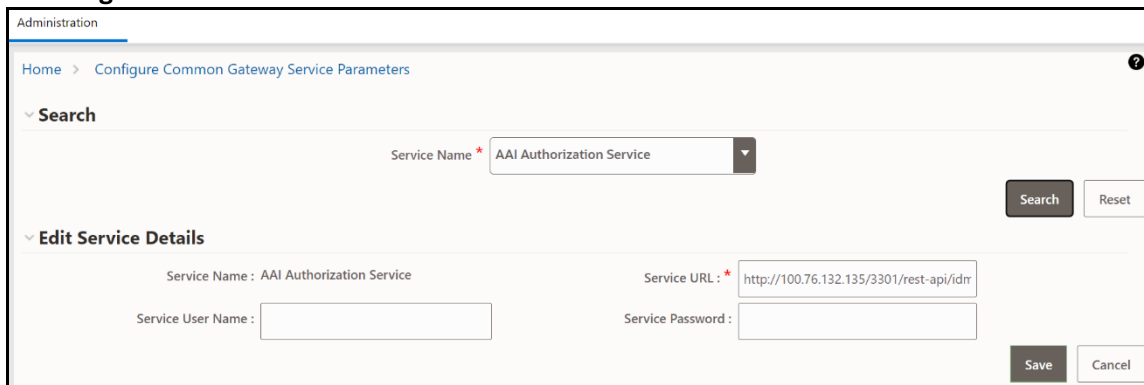 Administration
Home > Configure Common Gateway Service Parameters
Search
Service Name * AAI Authorization Service
Search Reset
Edit Service Details
Service Name : AAI Authorization Service Service URL : * http://100.76.132.135/3301/rest-api/idm
Service User Name : Service Password :
Save Cancel